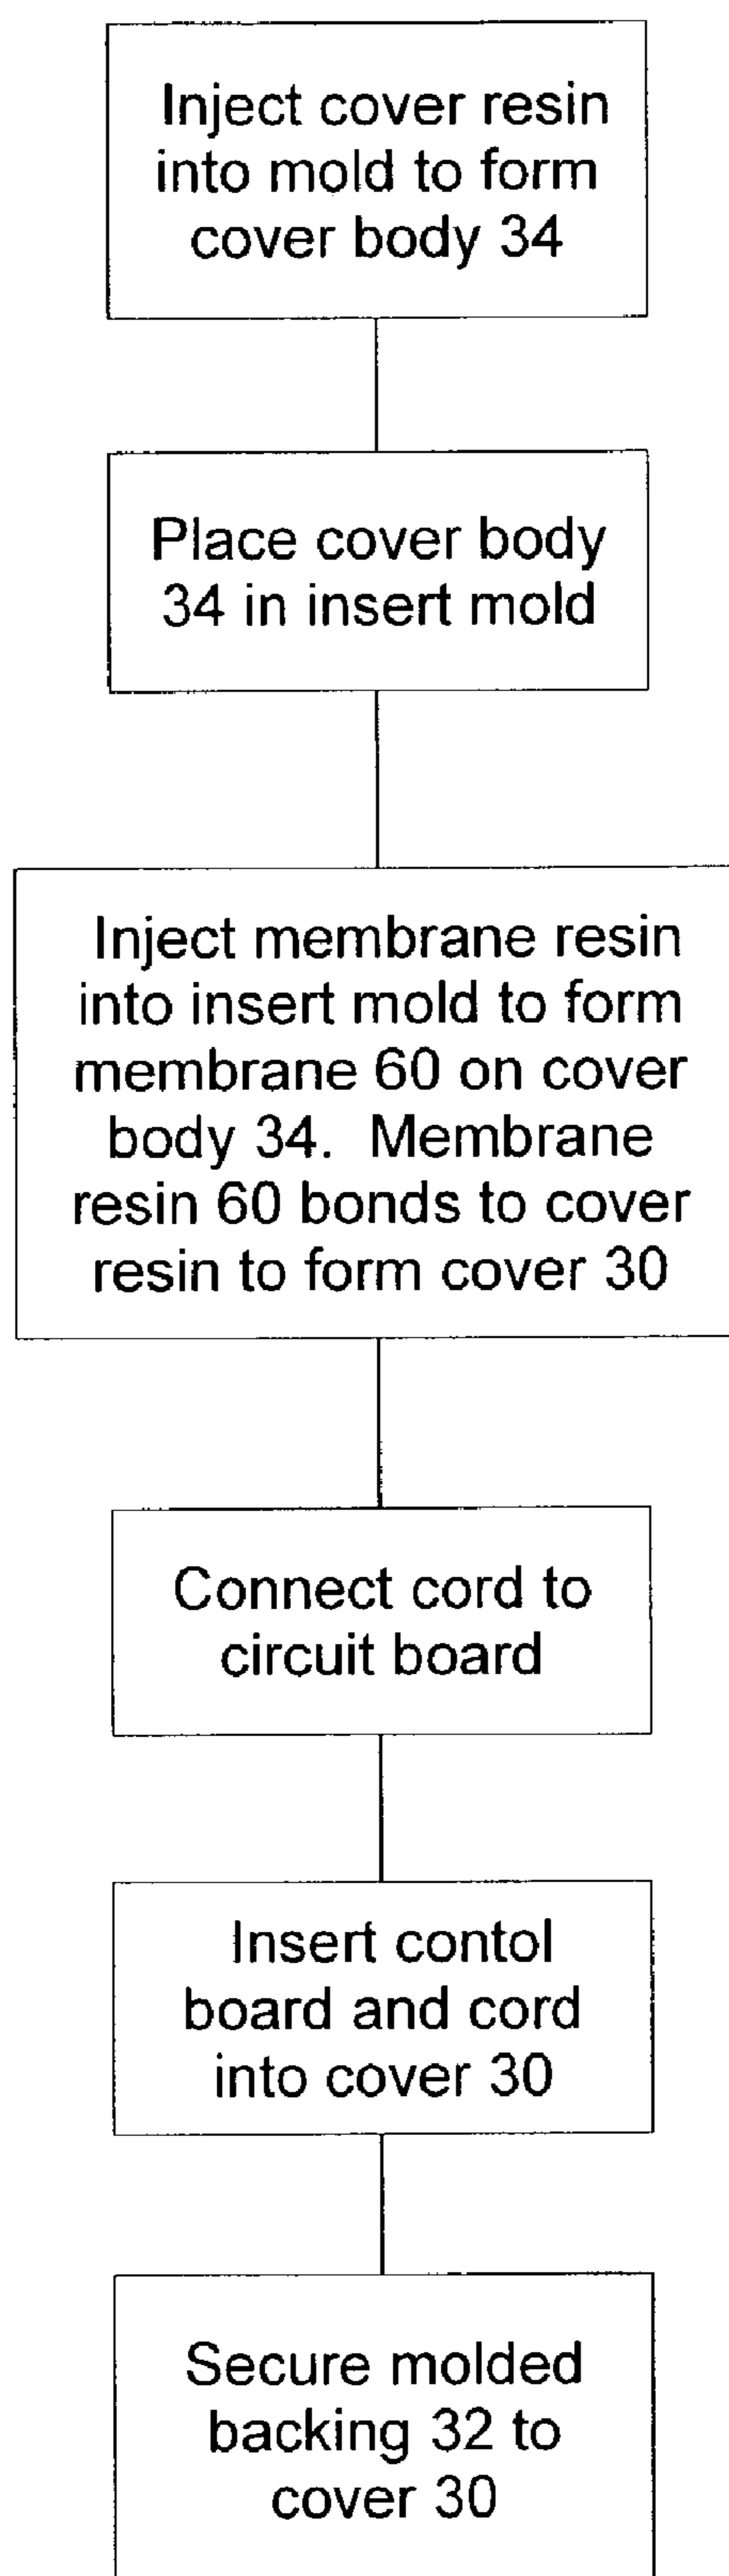 Inject cover resin
into mold to form
cover body 34
Place cover body
34 in insert mold
Inject membrane resin
into insert mold to form
membrane 60 on cover
body 34. Membrane
resin 60 bonds to cover
resin to form cover 30
Connect cord to
circuit board
Insert contol
board and cord
into cover 30
Secure molded
backing 32 to
cover 30